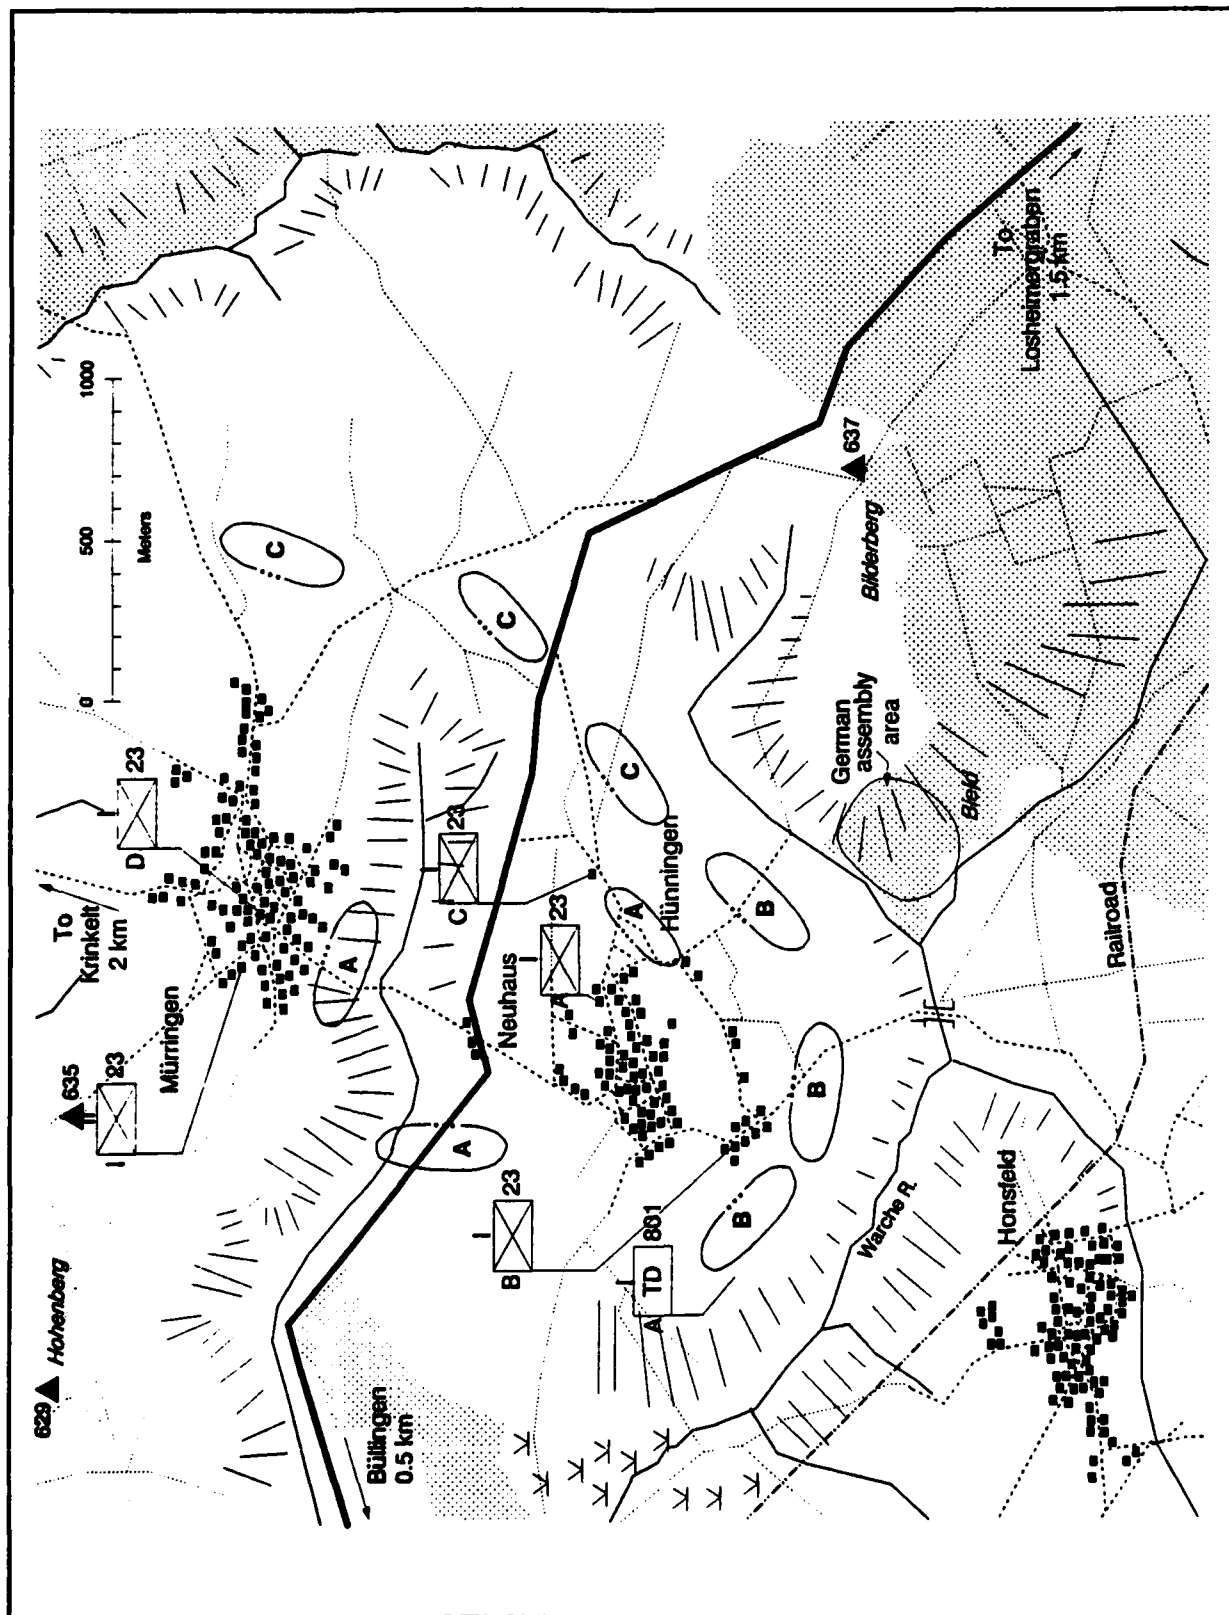 629
Hohenberg
635
I
23
Mürringen
To
Krinkelt
2 km
D
23
0
500
1000
Meters
A
C
Büllingen
0.5 km
A
Neuhaus
C
23
C
B
23
A
23
A
Hünningen
C
A
TD
801
B
B
B
Warche R.
German
assembly
area
Bilderberg
637
To
Losheimergraben
1.5 km
Honsfeld
Railroad